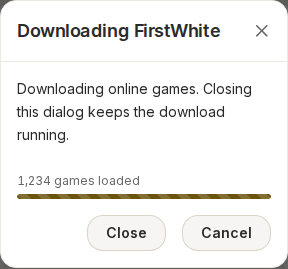 Downloading FirstWhite
Downloading online games. Closing
this dialog keeps the download
running.
1,234 games loaded
Close
Cancel